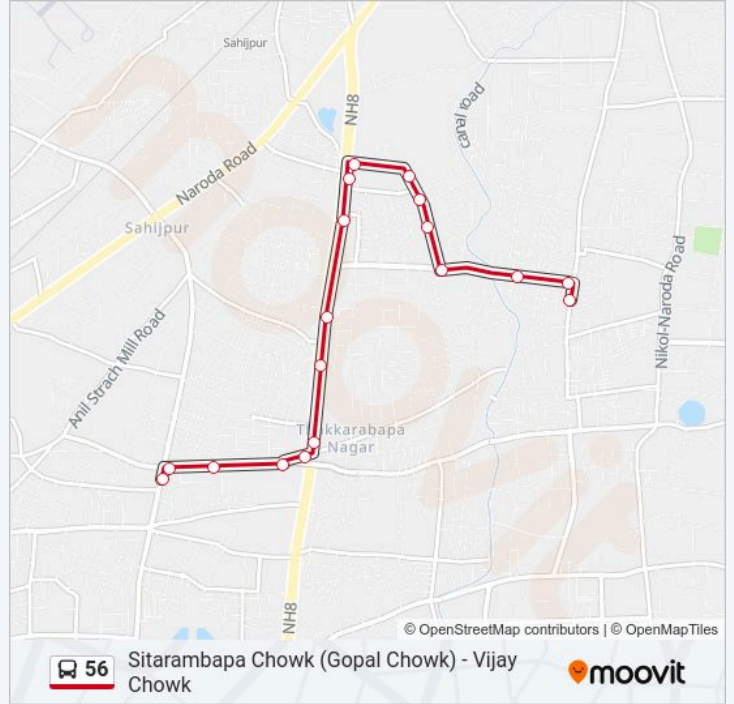 Sahijpur
NH8
canal road
Naroda Road
Sahijpur
Nikol-Naroda Road
Anil Strach Mill Road
Thakkarabapa
Nagar
NH8
© OpenStreetMap contributors | © OpenMapTiles
56
Sitarambapa Chowk (Gopal Chowk) - Vijay
Chowk
moovit
moovit